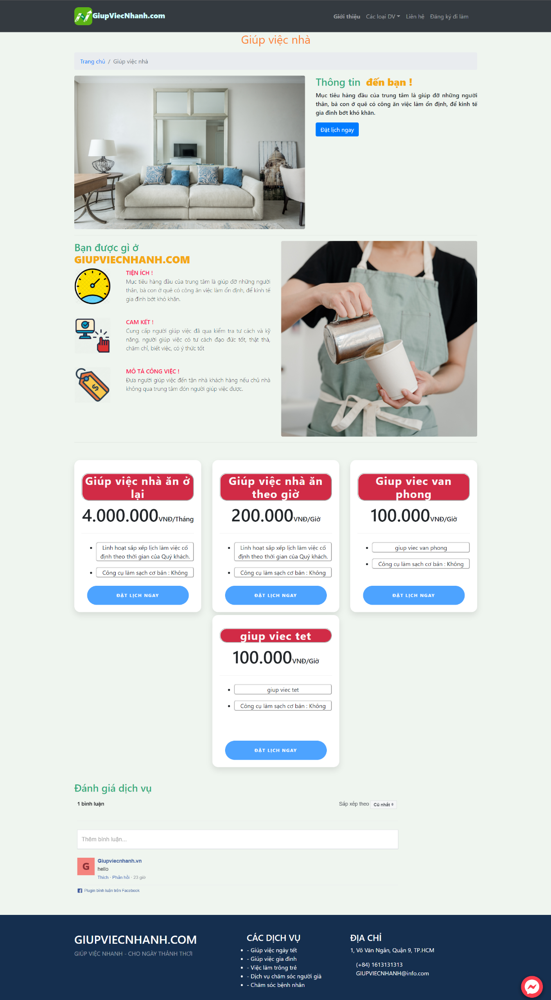 GiupViecNhanh.com
Giới thiệu Các loại DV Liên hệ Đăng ký đi làm
Giúp việc nhà
Trang chủ / Giúp việc nhà
Thông tin đến bạn !
Mục tiêu hàng đầu của trung tâm là giúp đỡ những người
thân, bà con ở quê có công ăn việc làm ổn định, để kinh tế
gia đình bớt khó khăn.
Đặt lịch ngay
Bạn được gì ở
GIUPVIECNHANH.COM
TIỆN ÍCH !
Mục tiêu hàng đầu của trung tâm là giúp đỡ những người
thân, bà con ở quê có công ăn việc làm ổn định, để kinh tế
gia đình bớt khó khăn.
CAM KẾT !
Cung cấp người giúp việc đã qua kiểm tra tư cách và kỹ
năng, người giúp việc có tư cách đạo đức tốt, thật thà,
chăm chỉ, biết việc, có ý thức tốt
MÔ TẢ CÔNG VIỆC !
Đưa người giúp việc đến tận nhà khách hàng nếu chủ nhà
không qua trung tâm đón người giúp việc được.
Giúp việc nhà ăn ở
lại
4.000.000VNĐ/Tháng
Linh hoạt sắp xếp lịch làm việc cố
định theo thời gian của Quý khách.
Công cụ làm sạch cơ bản : Không
ĐẶT LỊCH NGAY
Giúp việc nhà ăn
theo giờ
200.000VNĐ/Giờ
Linh hoạt sắp xếp lịch làm việc cố
định theo thời gian của Quý khách.
Công cụ làm sạch cơ bản : Không
ĐẶT LỊCH NGAY
Giup viec van
phong
100.000VNĐ/Giờ
giup viec van phong
Công cụ làm sạch cơ bản : Không
ĐẶT LỊCH NGAY
giup viec tet
100.000VNĐ/Giờ
giup viec tet
Công cụ làm sạch cơ bản : Không
ĐẶT LỊCH NGAY
Đánh giá dịch vụ
1 bình luận
Sắp xếp theo Cũ nhất
Thêm bình luận...
G
Giupviecnhanh.vn
hello
Thích · Phản hồi · 23 giờ
Plugin bình luận trên Facebook
GIUPVIECNHANH.COM
GIÚP VIỆC NHANH - CHO NGÀY THẢNH THƠI
CÁC DỊCH VỤ
- Giúp việc ngày tết
- Giúp việc gia đình
- Việc làm trông trẻ
- Dịch vụ chăm sóc người già
- Chăm sóc bệnh nhân
ĐỊA CHỈ
1, Võ Văn Ngân, Quận 9, TP.HCM
(+84) 1613131313
GIUPVIECNHANH@info.com